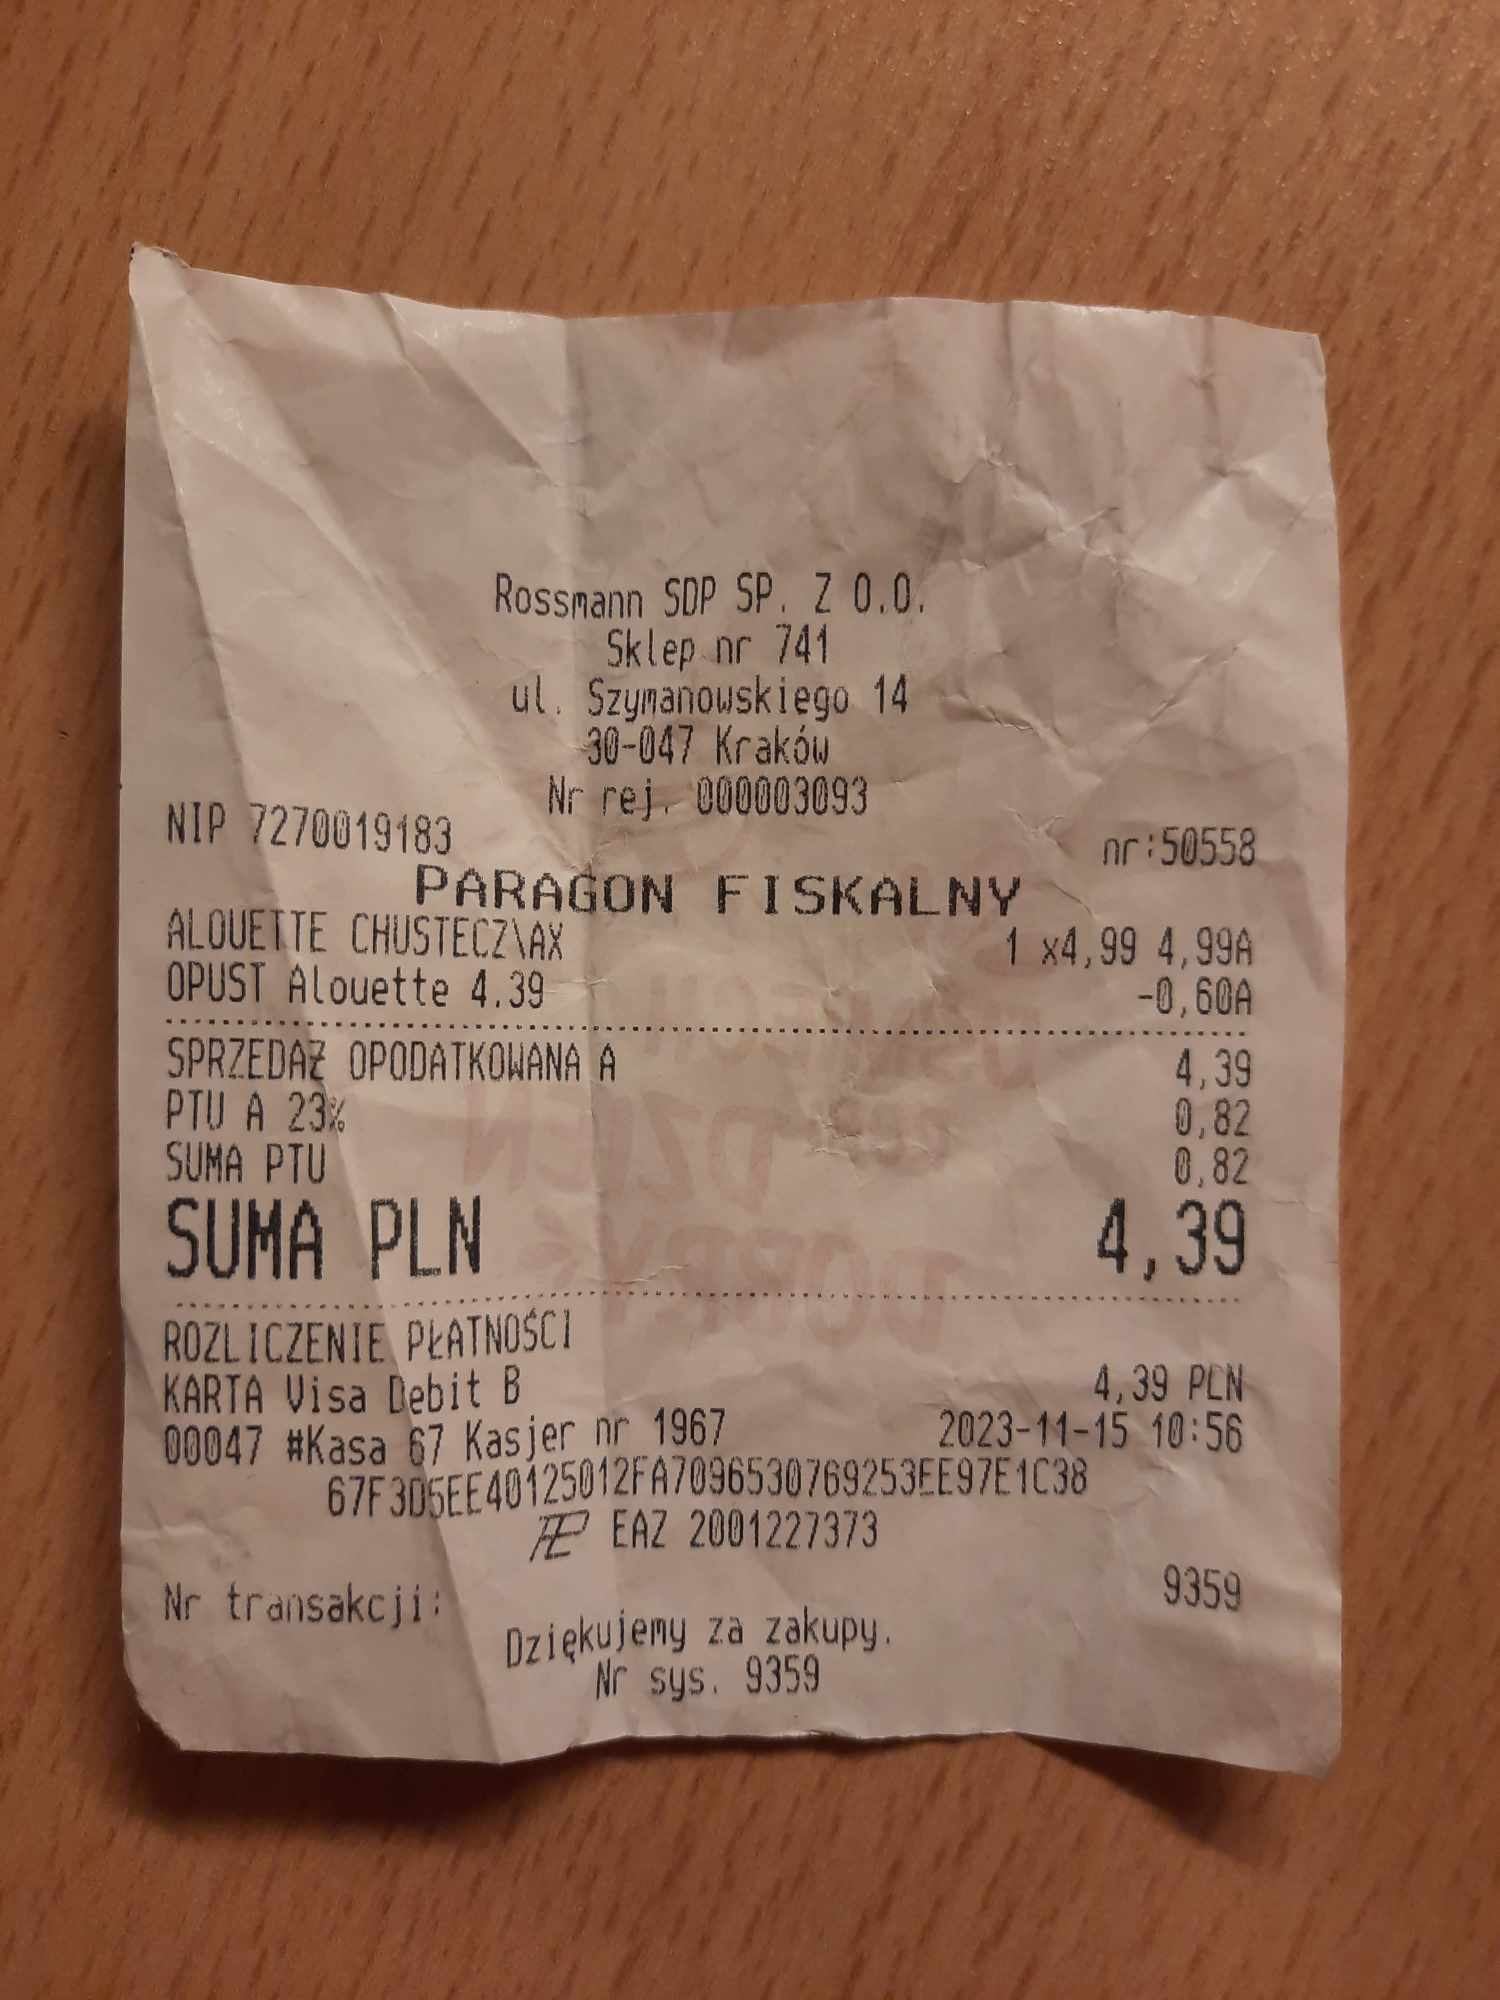 Rossmann SDP SP. Z O.O.
Sklep nr 741
ul. Szymanowskiego 14
30-047 Kraków
Nr rej. 000003093
NIP 7270019183 nr:50558
PARAGON FISKALNY
ALOUETTE CHUSTECZ\AX 1 x4,99 4,99A
OPUST Alouette 4.39 -0,60A
SPRZEDAŻ OPODATKOWANA A 4,39
PTU A 23% 0,82
SUMA PTU 0,82
SUMA PLN 4,39
ROZLICZENIE PŁATNOŚCI
KARTA Visa Debit B 4,39 PLN
00047 #Kasa 67 Kasjer nr 1967 2023-11-15 10:56
67F3D5EE40125012FA7096530769253EE97E1C38
EAZ 2001227373
Nr transakcji: 9359
Dziękujemy za zakupy.
Nr sys. 9359